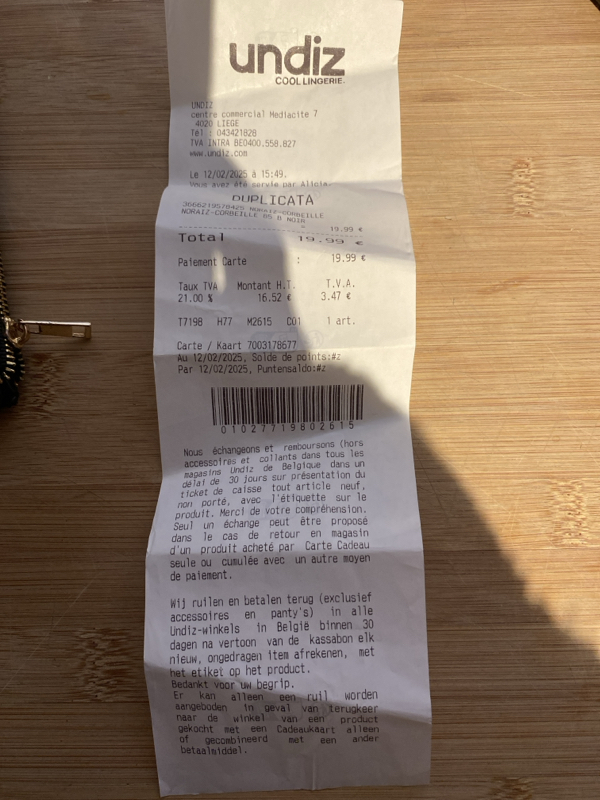 undiz
COOL LINGERIE
UNDIZ
centre commercial Mediacite 7
4020 LIEGE
Tél : 043421828
TVA INTRA BE0400.558.827
www.undiz.com
Le 12/02/2025 à 15:49.
Vous avez été servie par Alicia.
DUPLICATA
3666219578425 NORAIZ-CORBEILLE
NORAIZ-CORBEILLE 85 B NOIR
= 19.99 €
Total 19.99 €
Paiement Carte : 19.99 €
Taux TVA Montant H.T. T.V.A.
21.00 % 16.52 € 3.47 €
T7198 H77 M2615 C01 1 art.
Carte / Kaart 7003178677
Au 12/02/2025, Solde de points:#z
Par 12/02/2025, Puntensaldo:#z
01027719802615
Nous échangeons et remboursons (hors
accessoires et collants dans tous les
magasins Undiz de Belgique dans un
délai de 30 jours sur présentation du
ticket de caisse tout article neuf,
non porté, avec l'étiquette sur le
produit. Merci de votre compréhension.
Seul un échange peut être proposé
dans le cas de retour en magasin
d'un produit acheté par Carte Cadeau
seule ou cumulée avec un autre moyen
de paiement.
Wij ruilen en betalen terug (exclusief
accessoires en panty's) in alle
Undiz-winkels in België binnen 30
dagen na vertoon van de kassabon elk
nieuw, ongedragen item afrekenen, met
het etiket op het product.
Bedankt voor uw begrip.
Er kan alleen een ruil worden
aangeboden in geval van terugkeer
naar de winkel van een product
gekocht met een Cadeaukaart alleen
of gecombineerd met een ander
betaalmiddel.